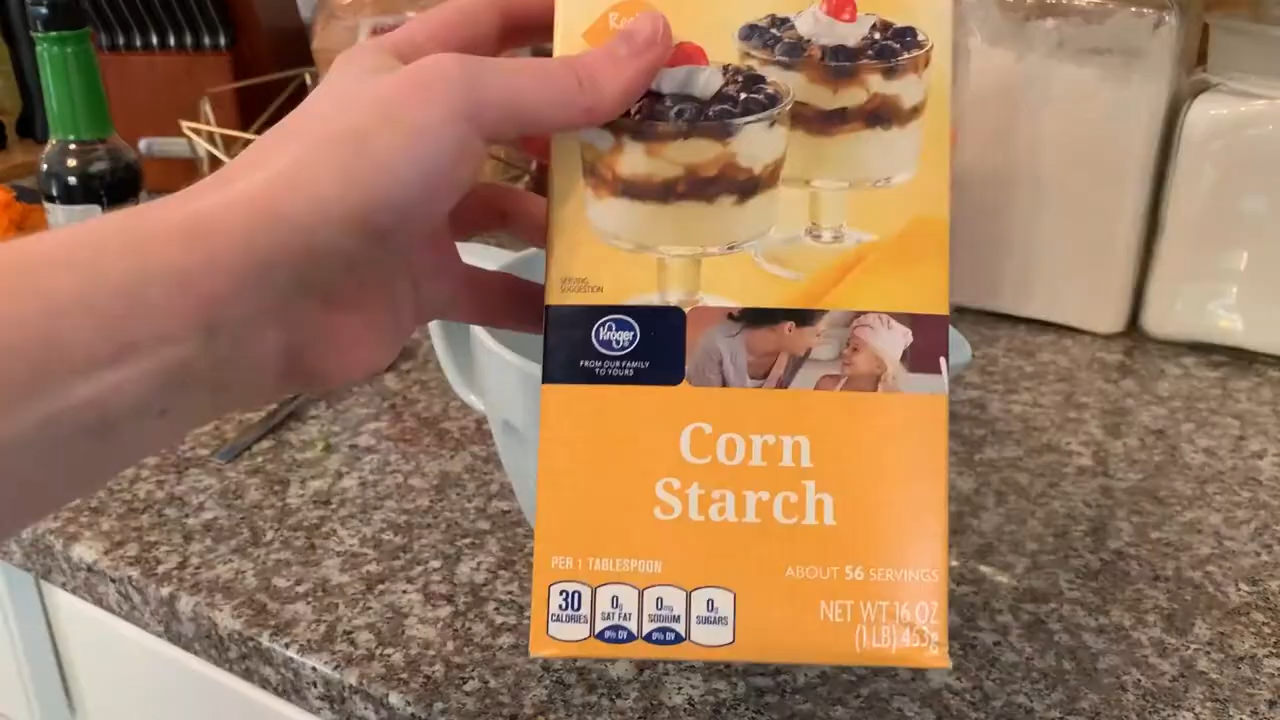 SERVING
SUGGESTION
Kroger
FROM OUR FAMILY
TO YOURS
Corn
Starch
PER 1 TABLESPOON
ABOUT 56 SERVINGS
30
CALORIES
0g
SAT FAT
0% DV
0mg
SODIUM
0% DV
0g
SUGARS
NET WT 16 OZ
(1 LB) 453g